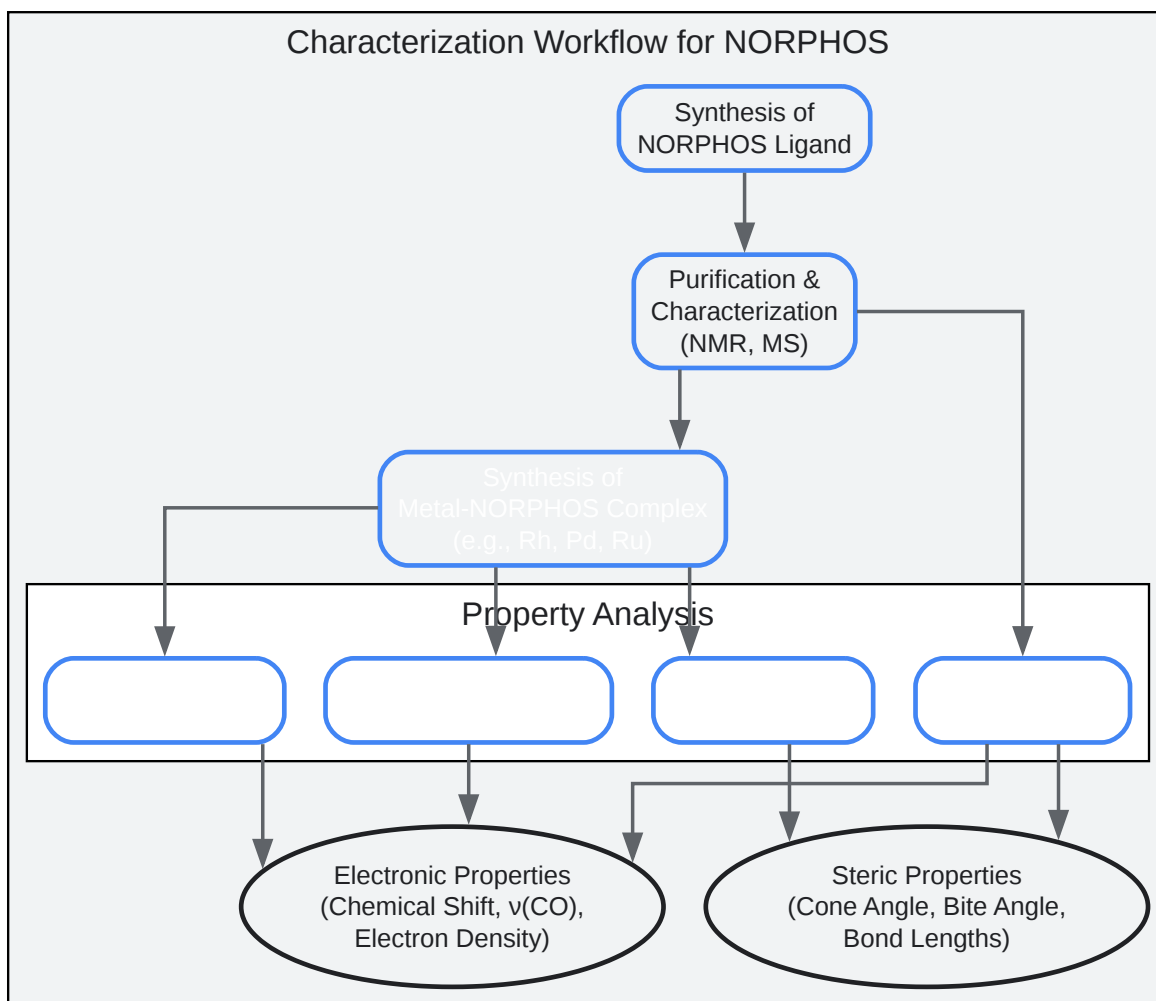 Characterization Workflow for NORPHOS
Synthesis of
NORPHOS Ligand
Purification &
Characterization
(NMR, MS)
Synthesis of
Metal-NORPHOS Complex
(e.g., Rh, Pd, Ru)
Property Analysis
Electronic Properties
(Chemical Shift, ν(CO),
Electron Density)
Steric Properties
(Cone Angle, Bite Angle,
Bond Lengths)